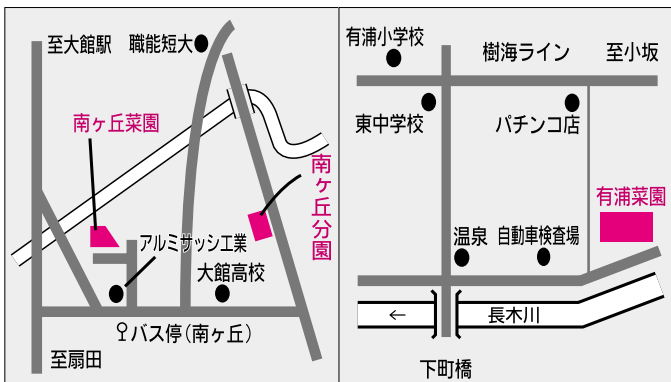 至大館駅
職能短大
南ヶ丘菜園
南ヶ丘分園
アルミサッシ工業
大館高校
バス停(南ヶ丘)
至扇田
有浦小学校
樹海ライン
至小坂
東中学校
パチンコ店
有浦菜園
温泉
自動車検査場
←
長木川
下町橋